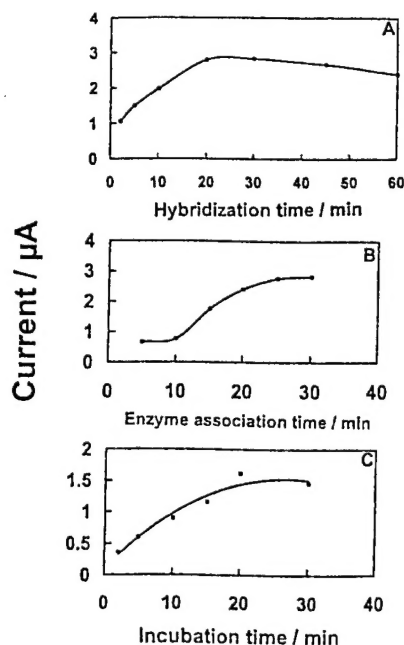 Current / µA
4
A
3
2
1
0
0 10 20 30 40 50 60
Hybridization time / min
4
B
3
2
1
0
0 10 20 30 40
Enzyme association time / min
2
C
1.5
1
0.5
0
0 10 20 30 40
Incubation time / min